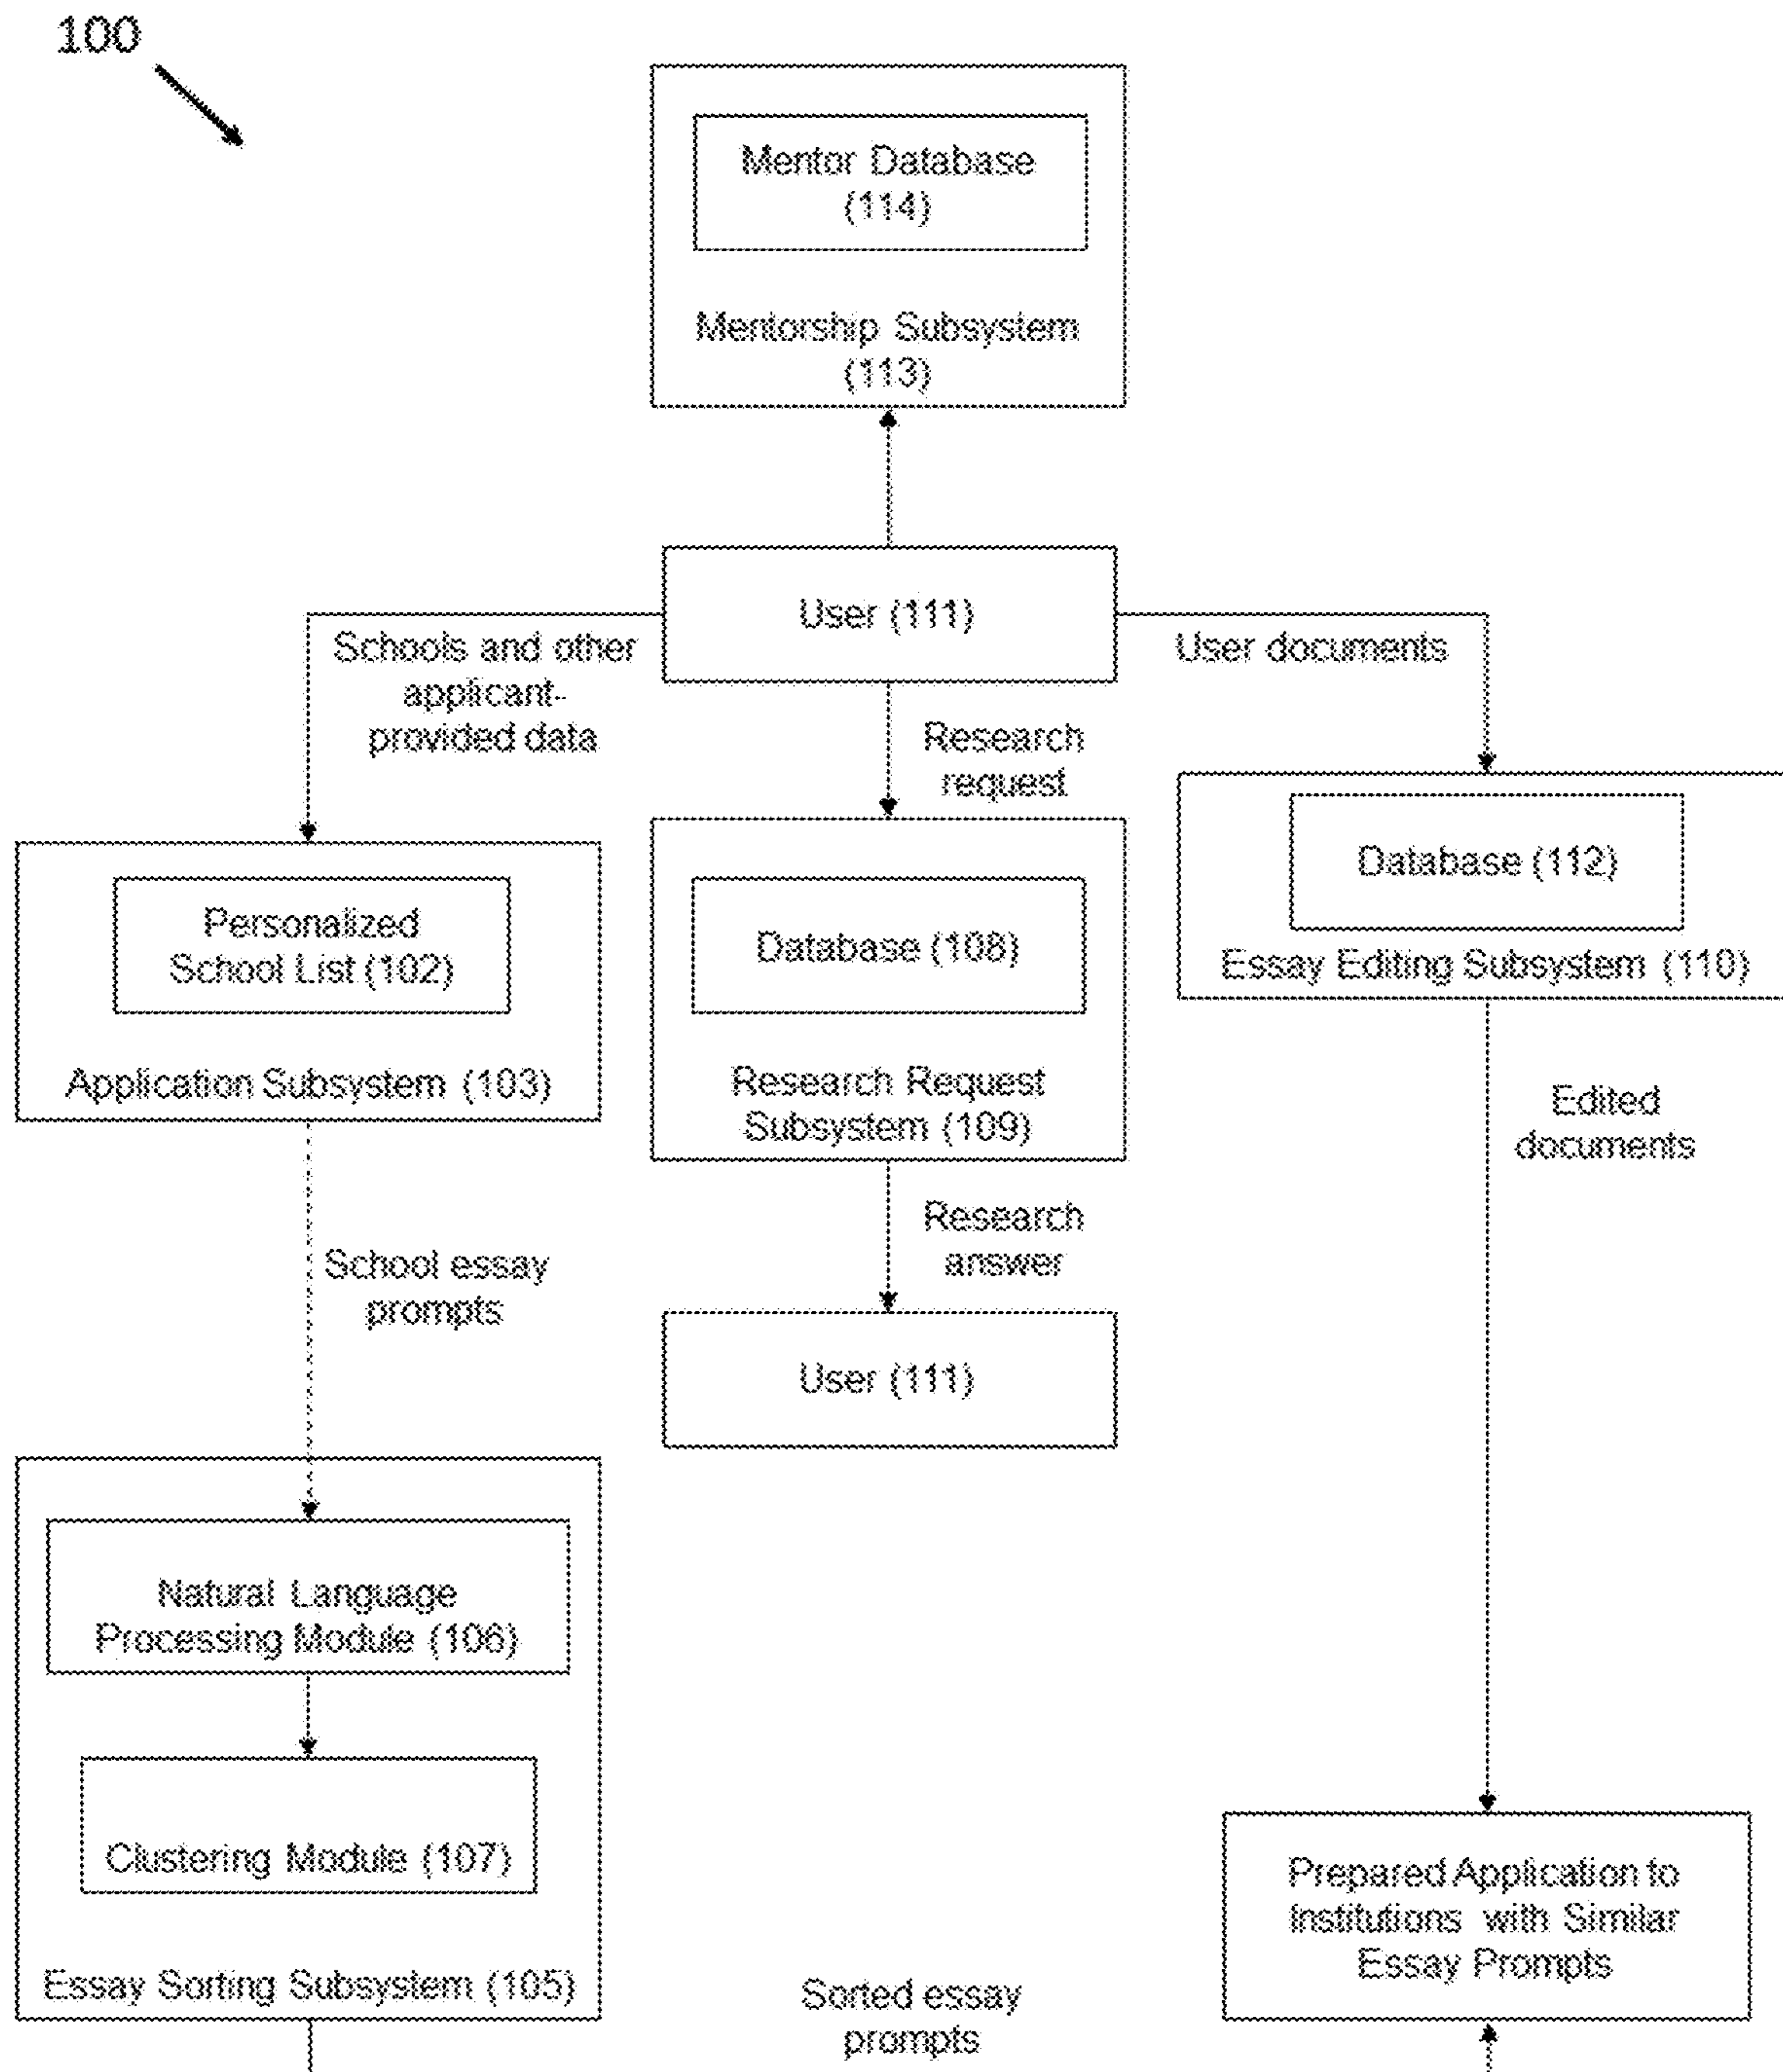 100
Mentor Database
(114)
Mentorship Subsystem
(113)
User (111)
Schools and other
applicant-
provided data
User documents
Research
request
Database (112)
Essay Editing Subsystem (110)
Personalized
School List (102)
Application Subsystem (103)
Database (108)
Research Request
Subsystem (109)
Edited
documents
Research
answer
School essay
prompts
User (111)
Natural Language
Processing Module (106)
Clustering Module (107)
Essay Sorting Subsystem (105)
Prepared Application to
Institutions with Similar
Essay Prompts
Sorted essay
prompts